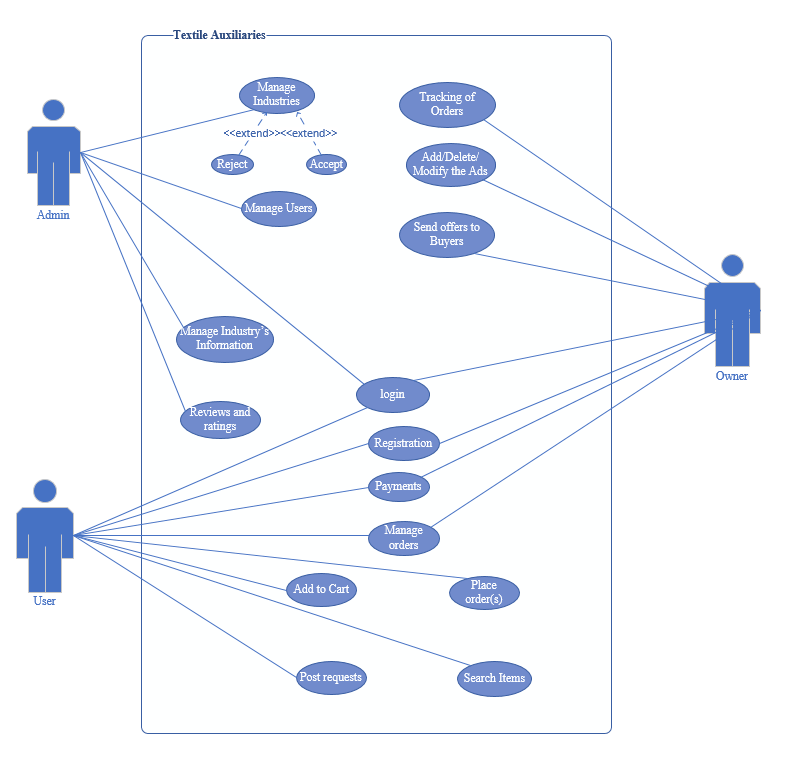 Textile Auxiliaries
Manage
Industries
<<extend>>
<<extend>>
Reject
Accept
Manage Users
Admin
Tracking of
Orders
Add/Delete/
Modify the Ads
Send offers to
Buyers
Owner
Manage Industry's
Information
login
Reviews and
ratings
Registration
Payments
Manage
orders
User
Add to Cart
Place
order(s)
Post requests
Search Items